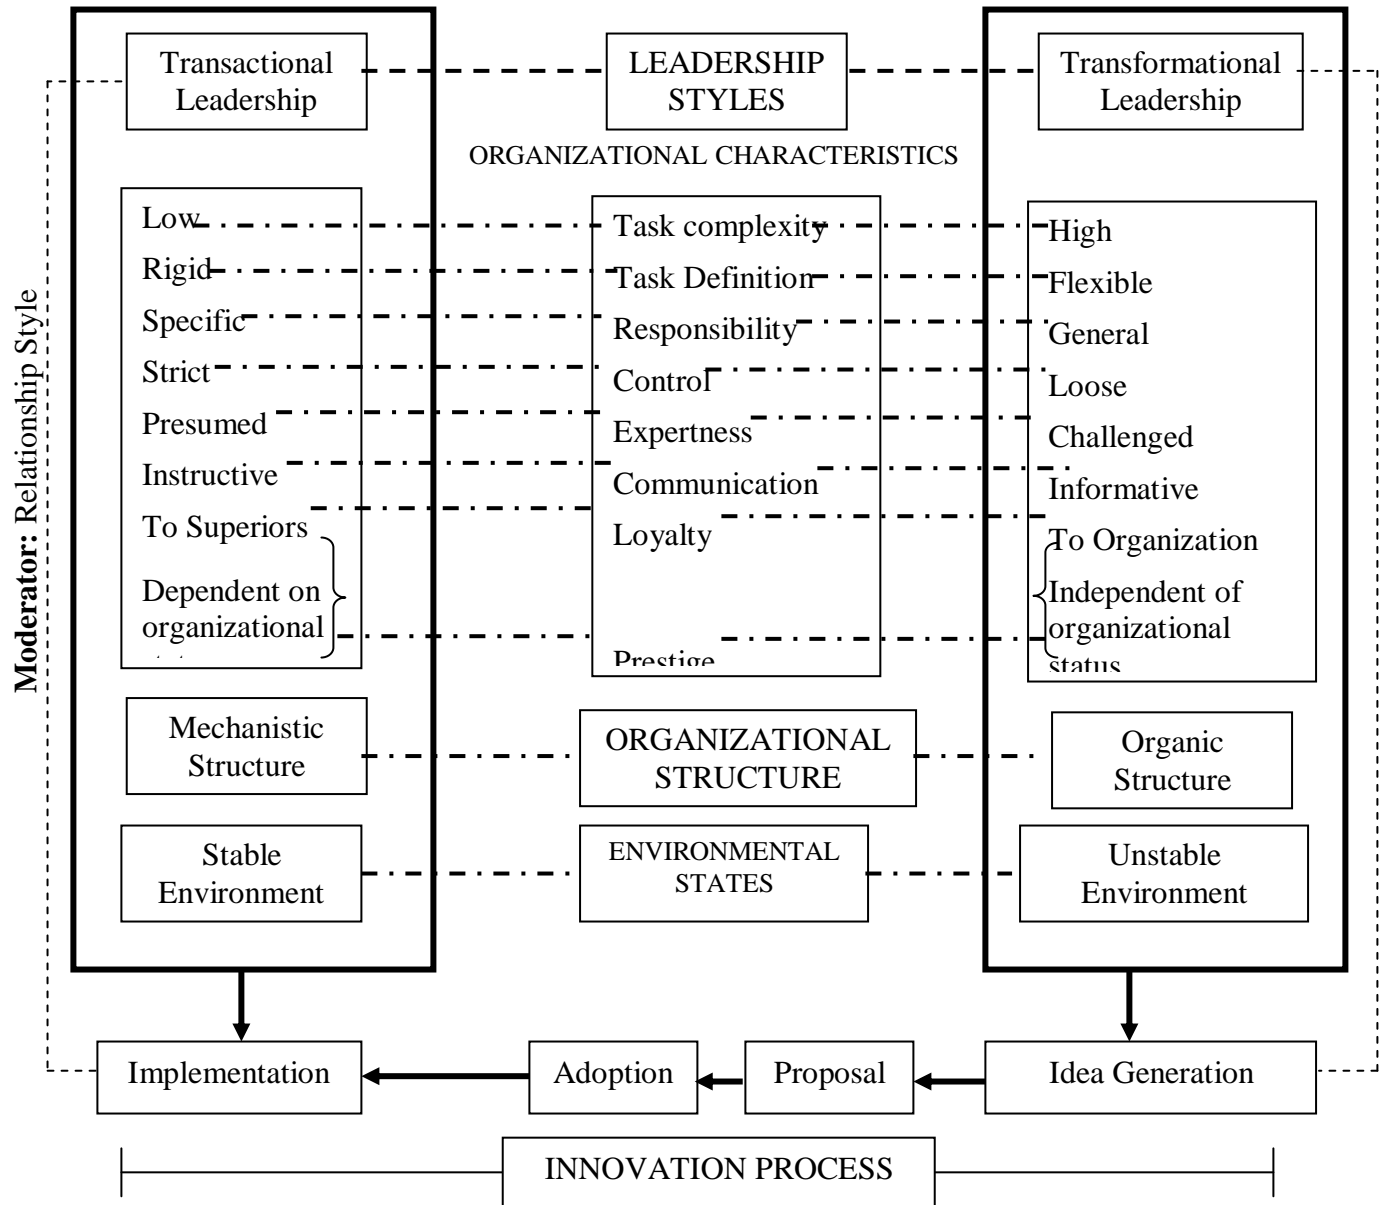 Transactional
Leadership
LEADERSHIP
STYLES
Transformational
Leadership
ORGANIZATIONAL CHARACTERISTICS
Low
Rigid
Specific
Strict
Presumed
Instructive
To Superiors
Dependent on
organizational
Task complexity
Task Definition
Responsibility
Control
Expertness
Communication
Loyalty
Prestige
High
Flexible
General
Loose
Challenged
Informative
To Organization
Independent of
organizational
status
Moderator: Relationship Style
Mechanistic
Structure
ORGANIZATIONAL
STRUCTURE
Organic
Structure
Stable
Environment
ENVIRONMENTAL
STATES
Unstable
Environment
Implementation
Adoption
Proposal
Idea Generation
INNOVATION PROCESS